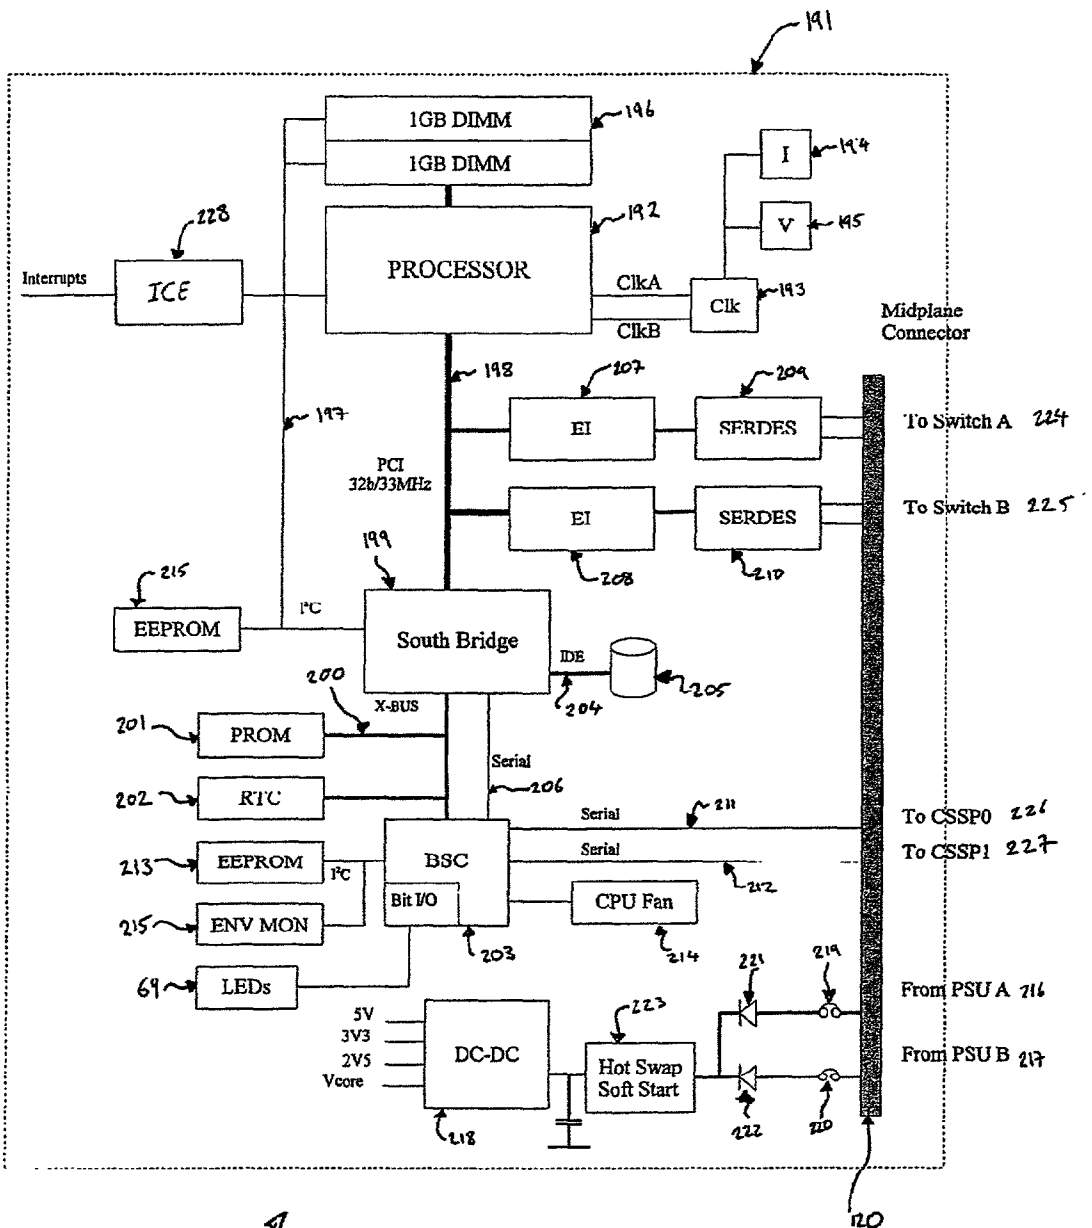 191
1GB DIMM
196
1GB DIMM
I
194
228
192
V
195
Interrupts
ICE
PROCESSOR
ClkA
Clk
193
ClkB
Midplane
Connector
198
207
209
197
EI
SERDES
To Switch A 224
PCI
32b/33MHz
EI
SERDES
To Switch B 225
199
208
210
215
EEPROM
I²C
South Bridge
IDE
200
204
205
X-BUS
201
PROM
Serial
206
202
RTC
Serial
211
To CSSP0 226
213
EEPROM
BSC
Serial
To CSSP1 227
I²C
212
Bit I/O
CPU Fan
215
ENV MON
203
214
69
LEDs
221
219
From PSU A 216
223
5V
3V3
2V5
Vcore
DC-DC
Hot Swap
Soft Start
From PSU B 217
218
222
220
120